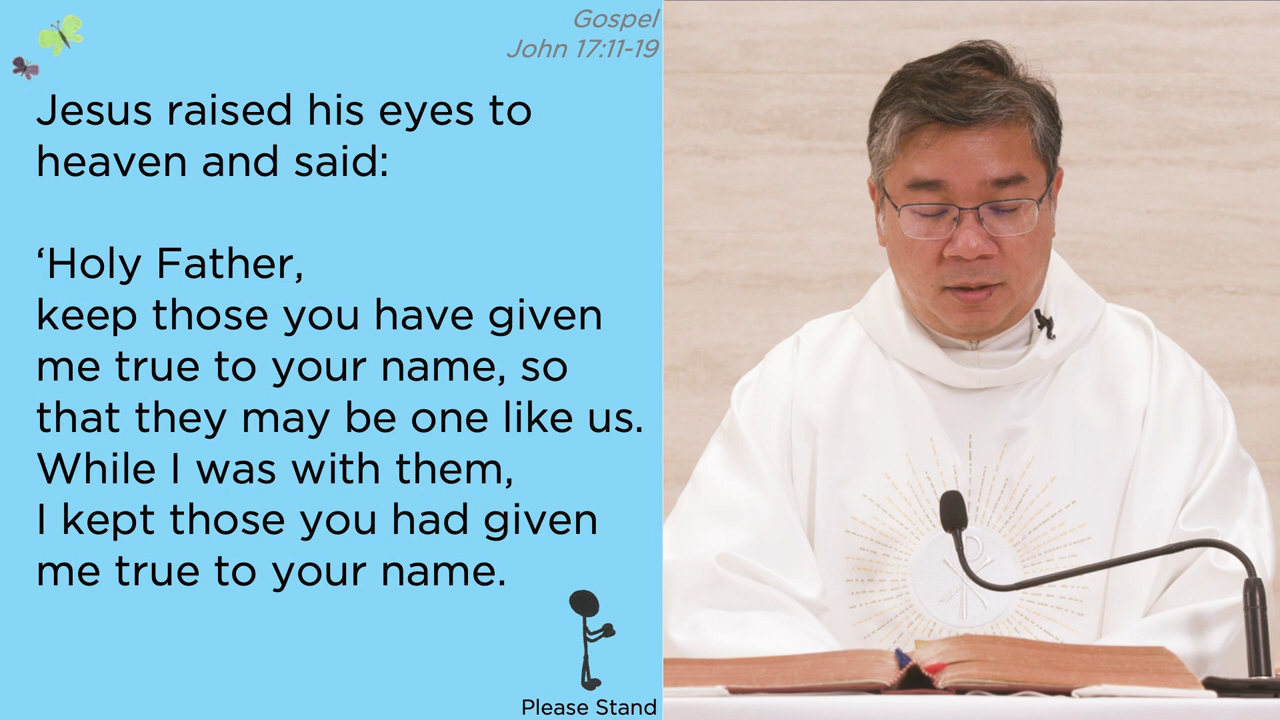 Gospel
John 17:11-19
Jesus raised his eyes to
heaven and said:
‘Holy Father,
keep those you have given
me true to your name, so
that they may be one like us.
While I was with them,
I kept those you had given
me true to your name.
Please Stand